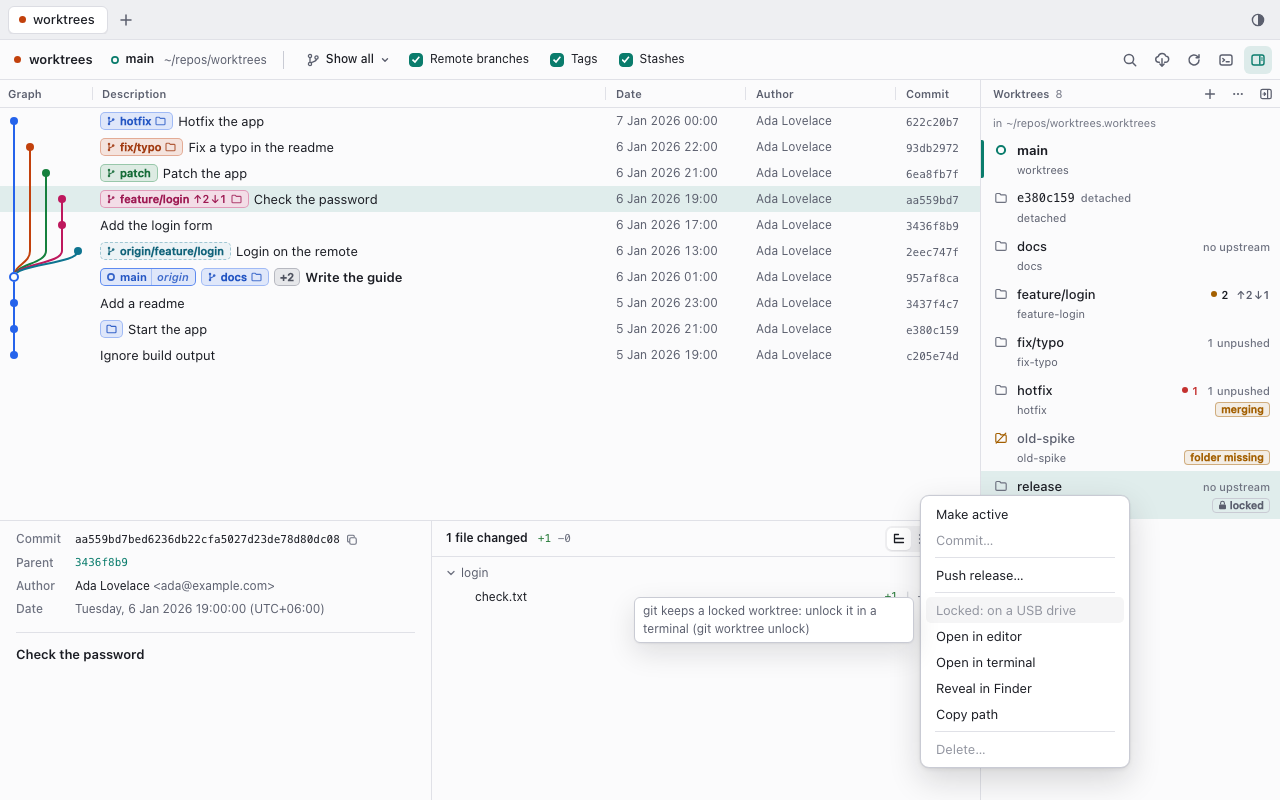 worktrees
worktrees
main
~/repos/worktrees
Show all
Remote branches
Tags
Stashes
Graph
Description
Date
Author
Commit
hotfix
Hotfix the app
7 Jan 2026 00:00
Ada Lovelace
622c20b7
fix/typo
Fix a typo in the readme
6 Jan 2026 22:00
Ada Lovelace
93db2972
patch
Patch the app
6 Jan 2026 21:00
Ada Lovelace
6ea8fb7f
feature/login ↑2↓1
Check the password
6 Jan 2026 19:00
Ada Lovelace
aa559bd7
Add the login form
6 Jan 2026 17:00
Ada Lovelace
3436f8b9
origin/feature/login
Login on the remote
6 Jan 2026 13:00
Ada Lovelace
2eec747f
main
origin
docs
+2
Write the guide
6 Jan 2026 01:00
Ada Lovelace
957af8ca
Add a readme
5 Jan 2026 23:00
Ada Lovelace
3437f4c7
Start the app
5 Jan 2026 21:00
Ada Lovelace
e380c159
Ignore build output
5 Jan 2026 19:00
Ada Lovelace
c205e74d
Worktrees 8
in ~/repos/worktrees.worktrees
main
worktrees
e380c159 detached
detached
docs
no upstream
docs
feature/login
2 ↑2↓1
feature-login
fix/typo
1 unpushed
fix-typo
hotfix
1 1 unpushed
hotfix
merging
old-spike
old-spike
folder missing
release
no upstream
locked
Commit aa559bd7bed6236db22cfa5027d23de78d80dc08
Parent 3436f8b9
Author Ada Lovelace <ada@example.com>
Date Tuesday, 6 Jan 2026 19:00:00 (UTC+06:00)
Check the password
1 file changed +1 −0
login
check.txt
+1
git keeps a locked worktree: unlock it in a
terminal (git worktree unlock)
Make active
Commit…
Push release…
Locked: on a USB drive
Open in editor
Open in terminal
Reveal in Finder
Copy path
Delete…